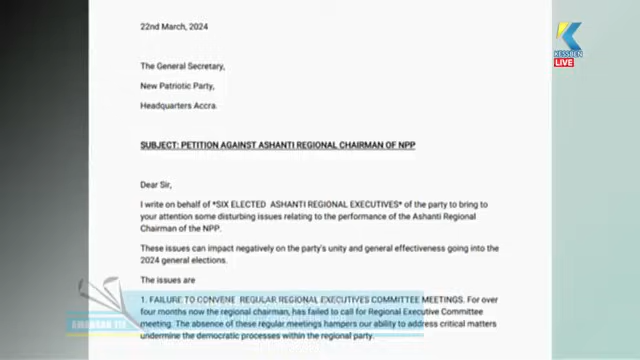 22nd March, 2024
KESSBEN
LIVE
The General Secretary,
New Patriotic Party,
Headquarters Accra.
SUBJECT: PETITION AGAINST ASHANTI REGIONAL CHAIRMAN OF NPP
Dear Sir,
I write on behalf of *SIX ELECTED ASHANTI REGIONAL EXECUTIVES* of the party to bring to
your attention some disturbing issues relating to the performance of the Ashanti Regional
Chairman of the NPP.
These issues can impact negatively on the party's unity and general effectiveness going into the
2024 general elections.
The issues are
1. FAILURE TO CONVENE REGULAR REGIONAL EXECUTIVES COMMITTEE MEETINGS. For over
four months now the regional chairman, has failed to call for Regional Executive Committee
meeting. The absence of these regular meetings hampers our ability to address critical matters
undermine the democratic processes within the regional party.